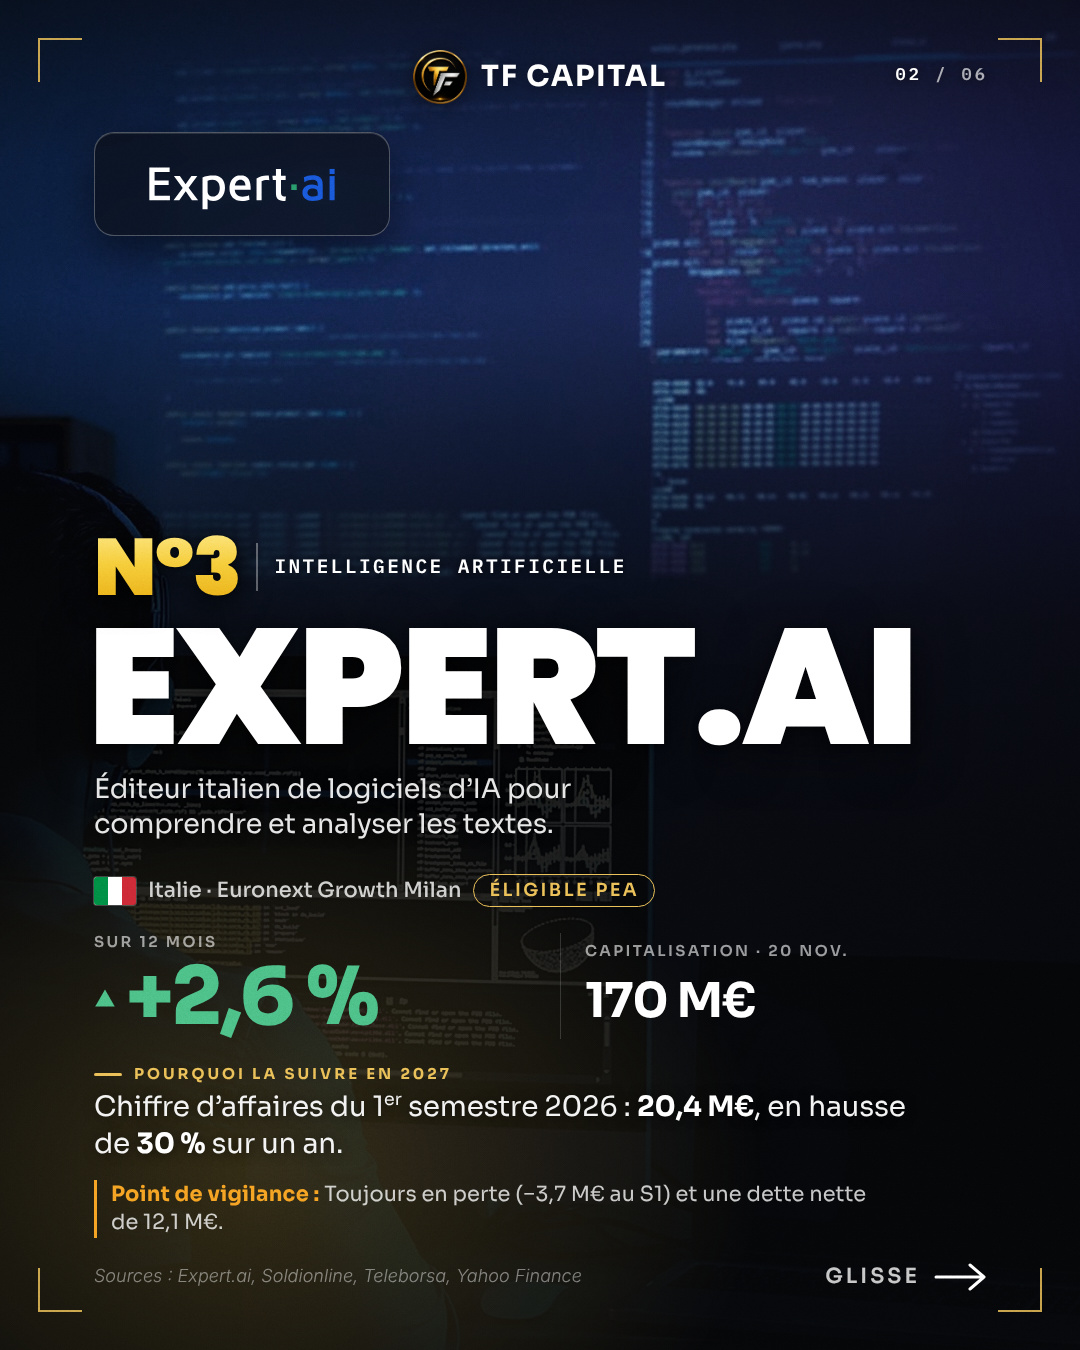 TF CAPITAL
02 / 06
Expert.ai
Nº3
INTELLIGENCE ARTIFICIELLE
EXPERT.AI
Éditeur italien de logiciels d’IA pour
comprendre et analyser les textes.
Italie · Euronext Growth Milan
ÉLIGIBLE PEA
SUR 12 MOIS
▲ +2,6 %
CAPITALISATION · 20 NOV.
170 M€
POURQUOI LA SUIVRE EN 2027
Chiffre d’affaires du 1er semestre 2026 : 20,4 M€, en hausse
de 30 % sur un an.
Point de vigilance : Toujours en perte (−3,7 M€ au S1) et une dette nette
de 12,1 M€.
Sources : Expert.ai, Soldionline, Teleborsa, Yahoo Finance
GLISSE →